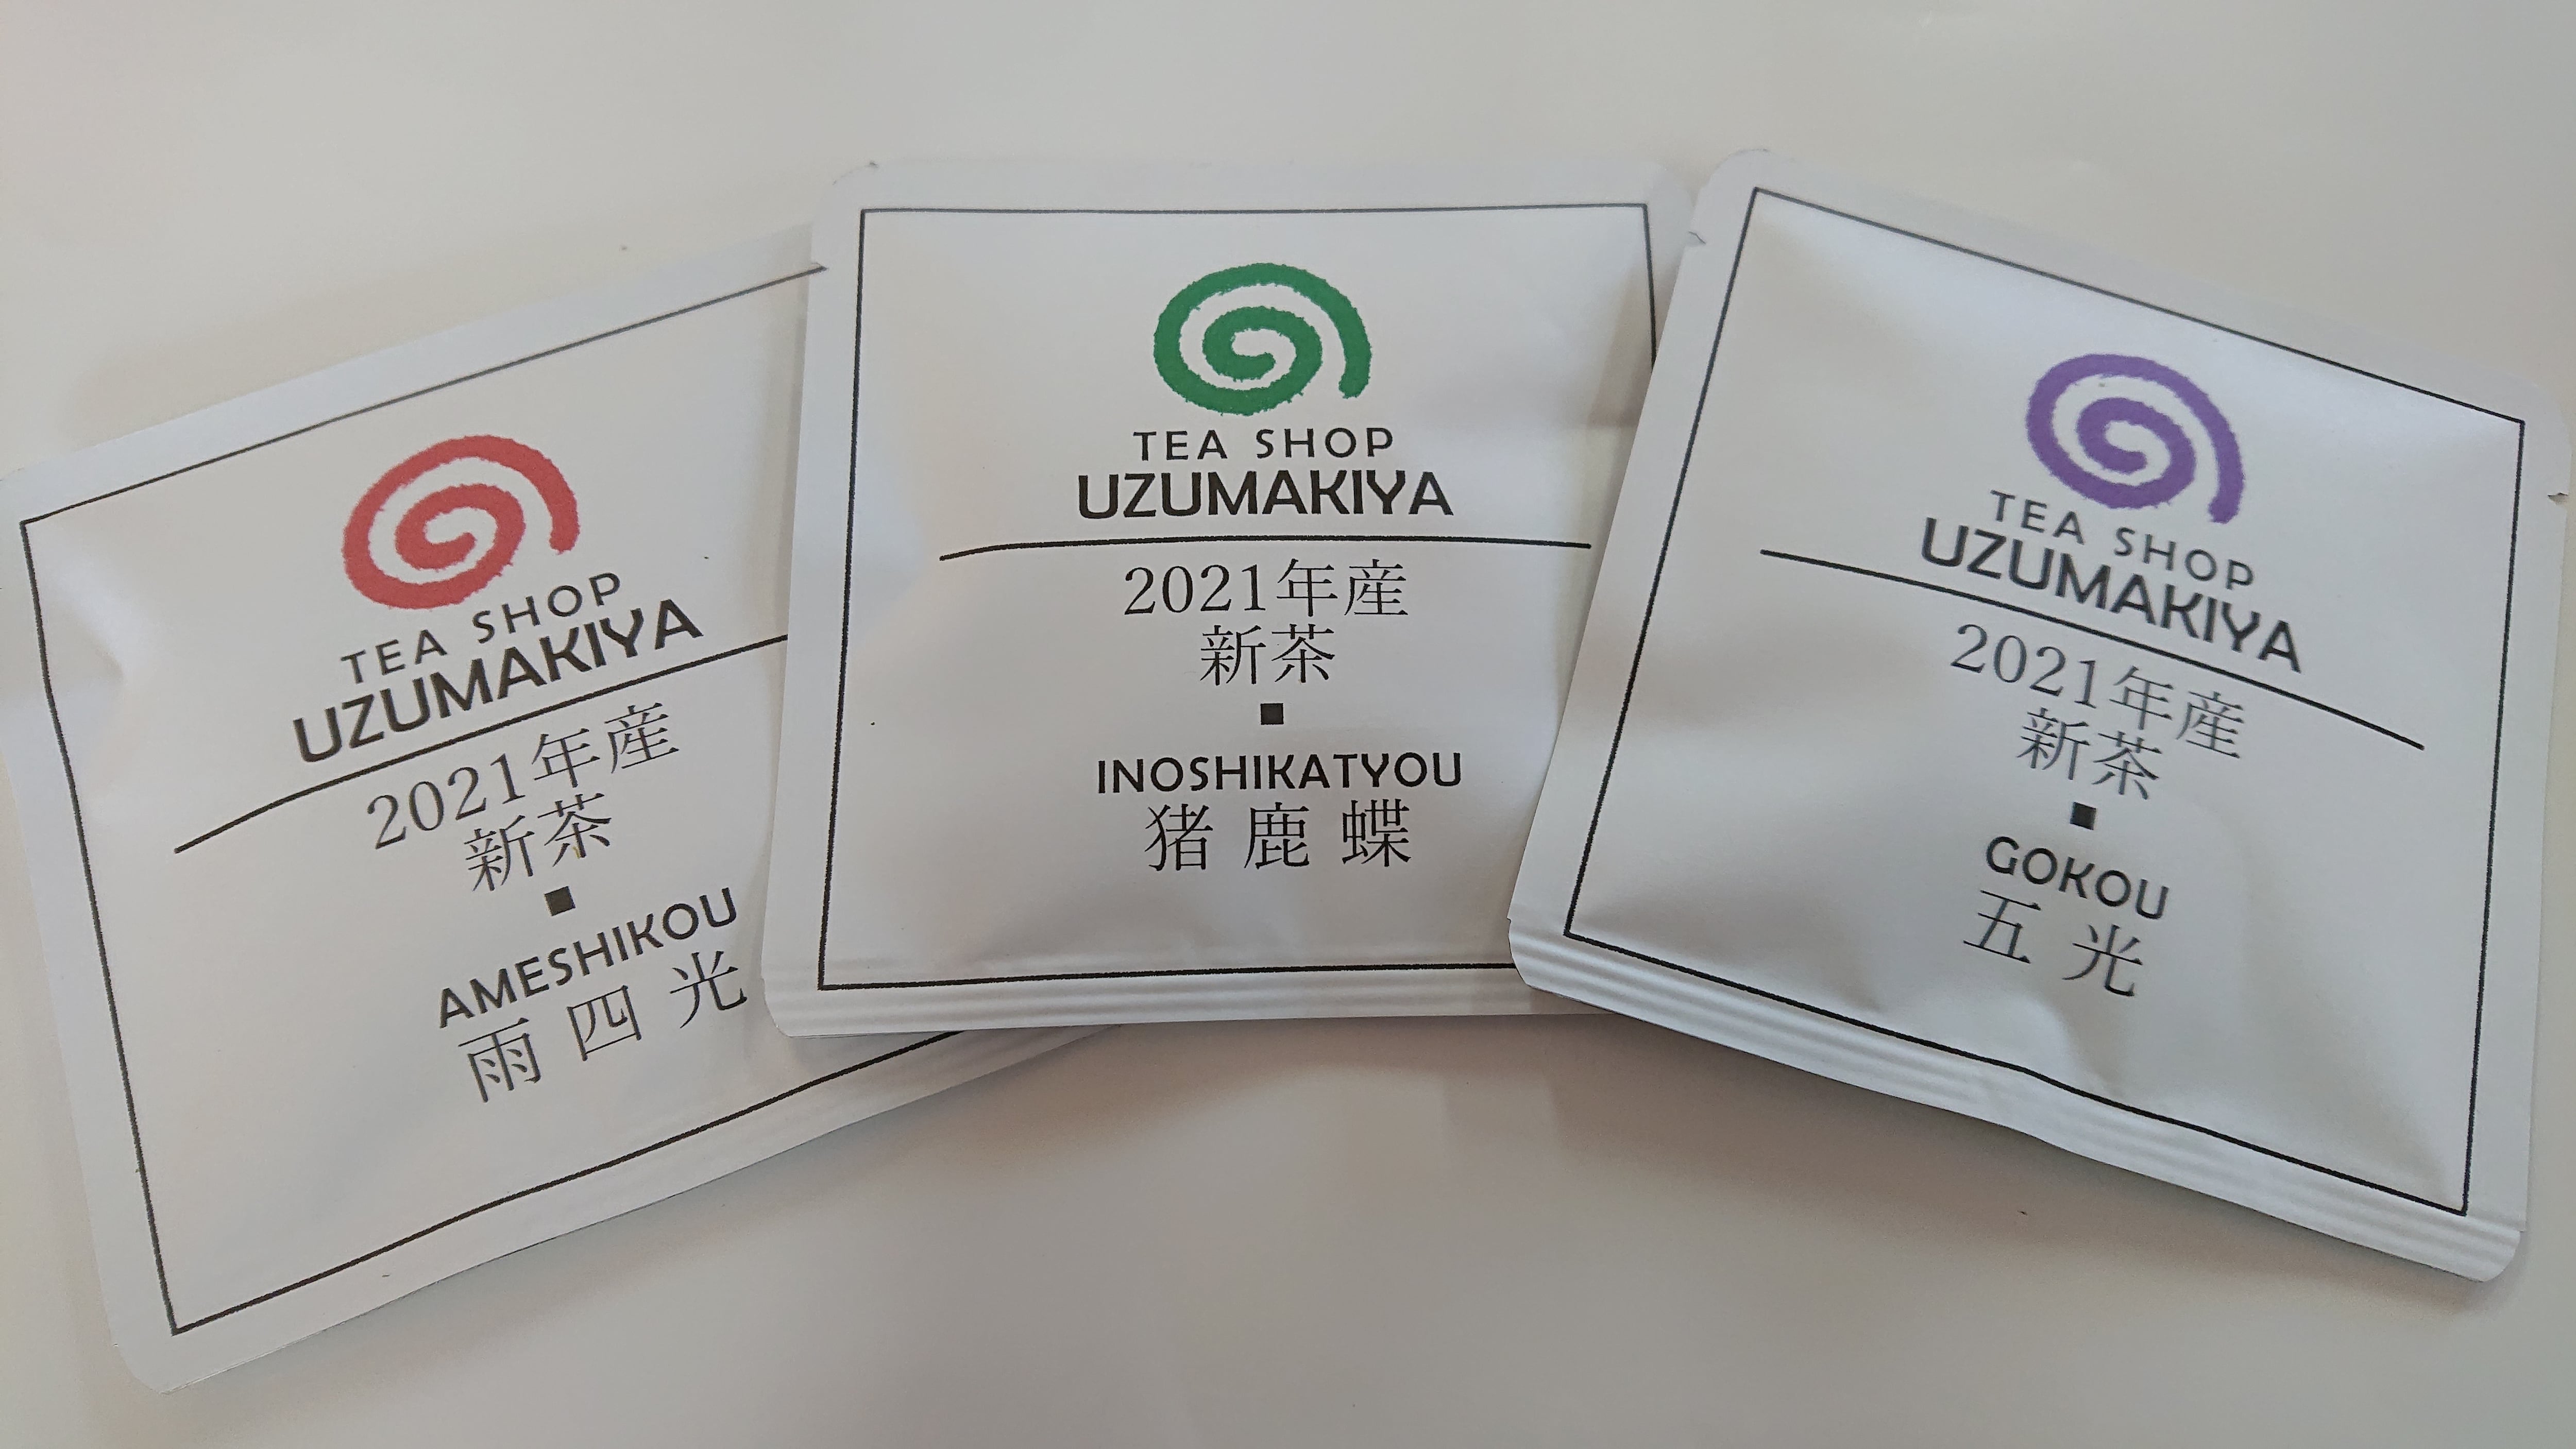 TEA SHOP
UZUMAKIYA
2021年産
新茶
■
AMESHIKOU
雨四光
TEA SHOP
UZUMAKIYA
2021年産
新茶
■
INOSHIKATYOU
猪鹿蝶
TEA SHOP
UZUMAKIYA
2021年産
新茶
■
GOKOU
五光